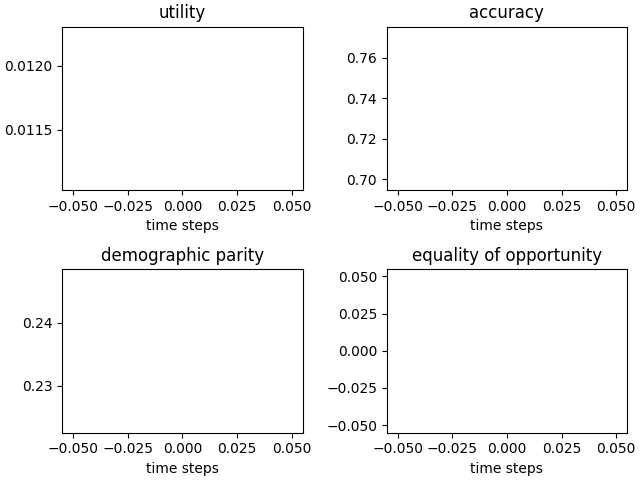 utility
0.0120
0.0115
−0.050 −0.025 0.000 0.025 0.050
time steps
accuracy
0.76
0.74
0.72
0.70
−0.050 −0.025 0.000 0.025 0.050
time steps
demographic parity
0.24
0.23
−0.050 −0.025 0.000 0.025 0.050
time steps
equality of opportunity
0.050
0.025
0.000
−0.025
−0.050
−0.050 −0.025 0.000 0.025 0.050
time steps